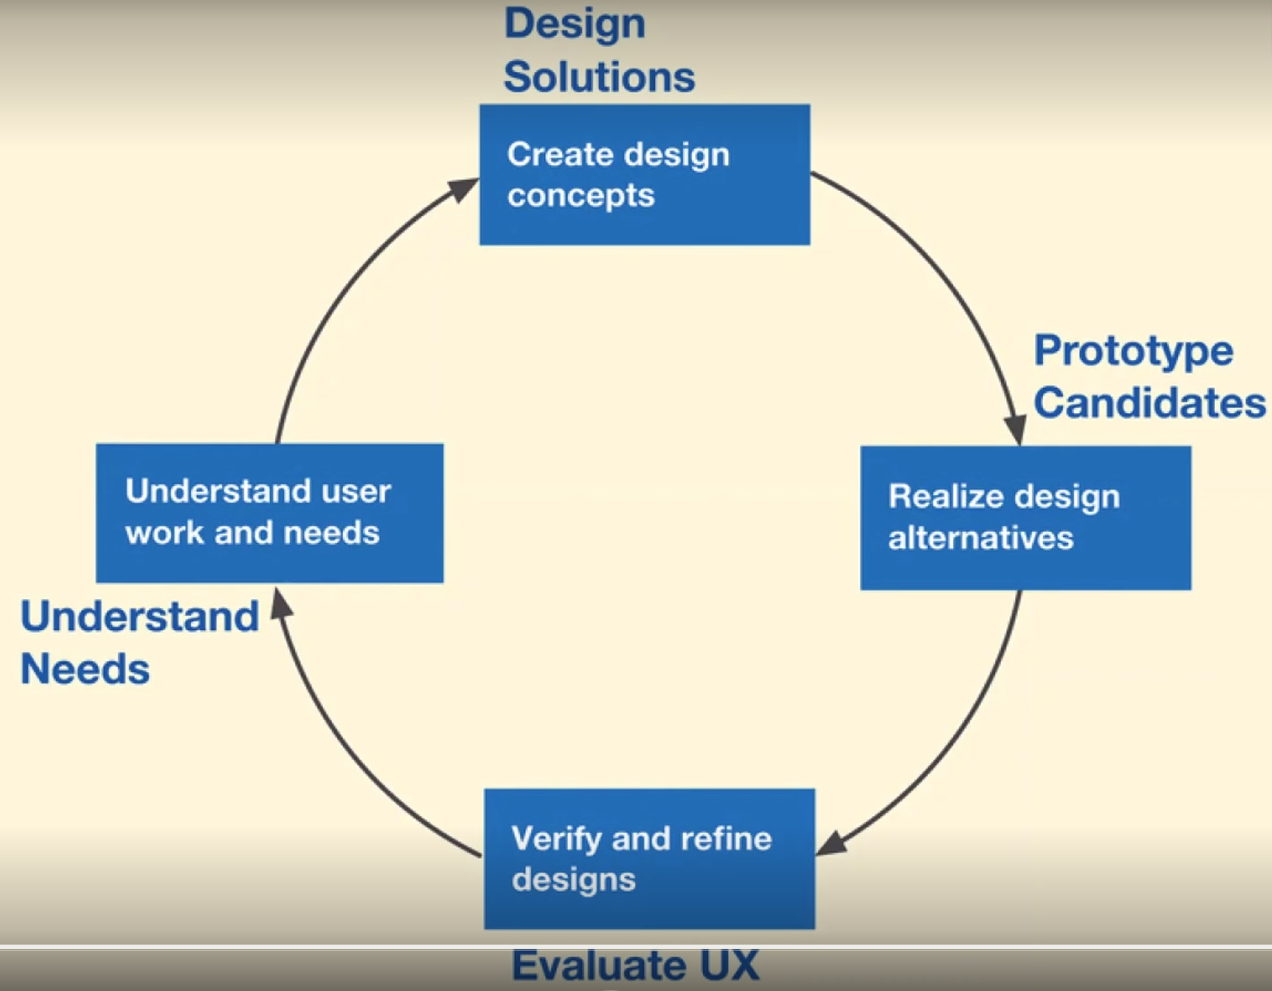 Design
Solutions
Create design
concepts
Prototype
Candidates
Realize design
alternatives
Understand user
work and needs
Understand
Needs
Verify and refine
designs
Evaluate UX